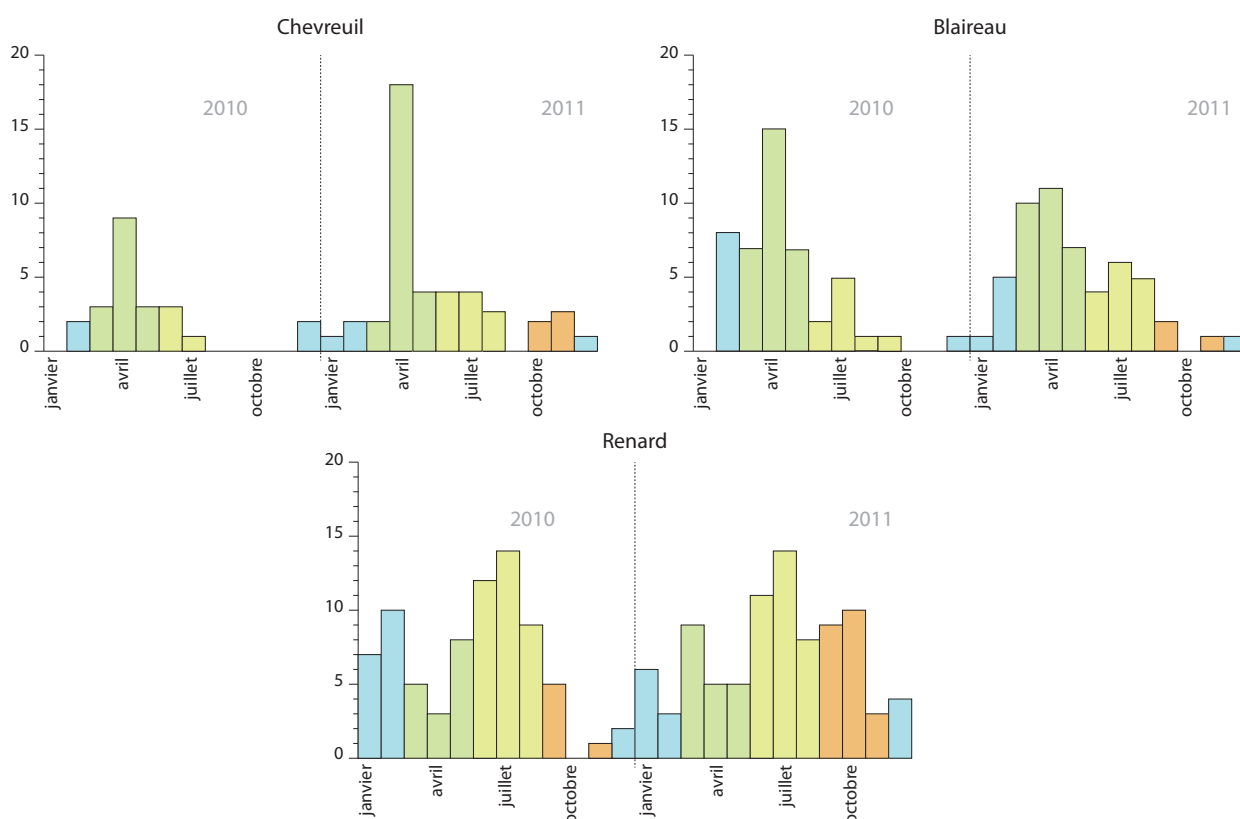 Chevreuil
20
15
10
5
0
2010
2011
janvier
avril
juillet
octobre
janvier
avril
juillet
octobre
Blaireau
20
15
10
5
0
2010
2011
janvier
avril
juillet
octobre
janvier
avril
juillet
octobre
Renard
20
15
10
5
0
2010
2011
janvier
avril
juillet
octobre
janvier
avril
juillet
octobre